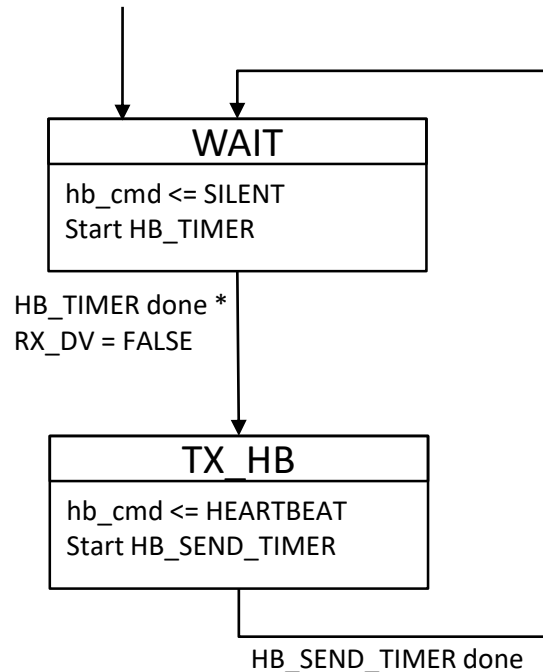 WAIT
hb_cmd <= SILENT
Start HB_TIMER
HB_TIMER done *
RX_DV = FALSE
TX_HB
hb_cmd <= HEARTBEAT
Start HB_SEND_TIMER
HB_SEND_TIMER done